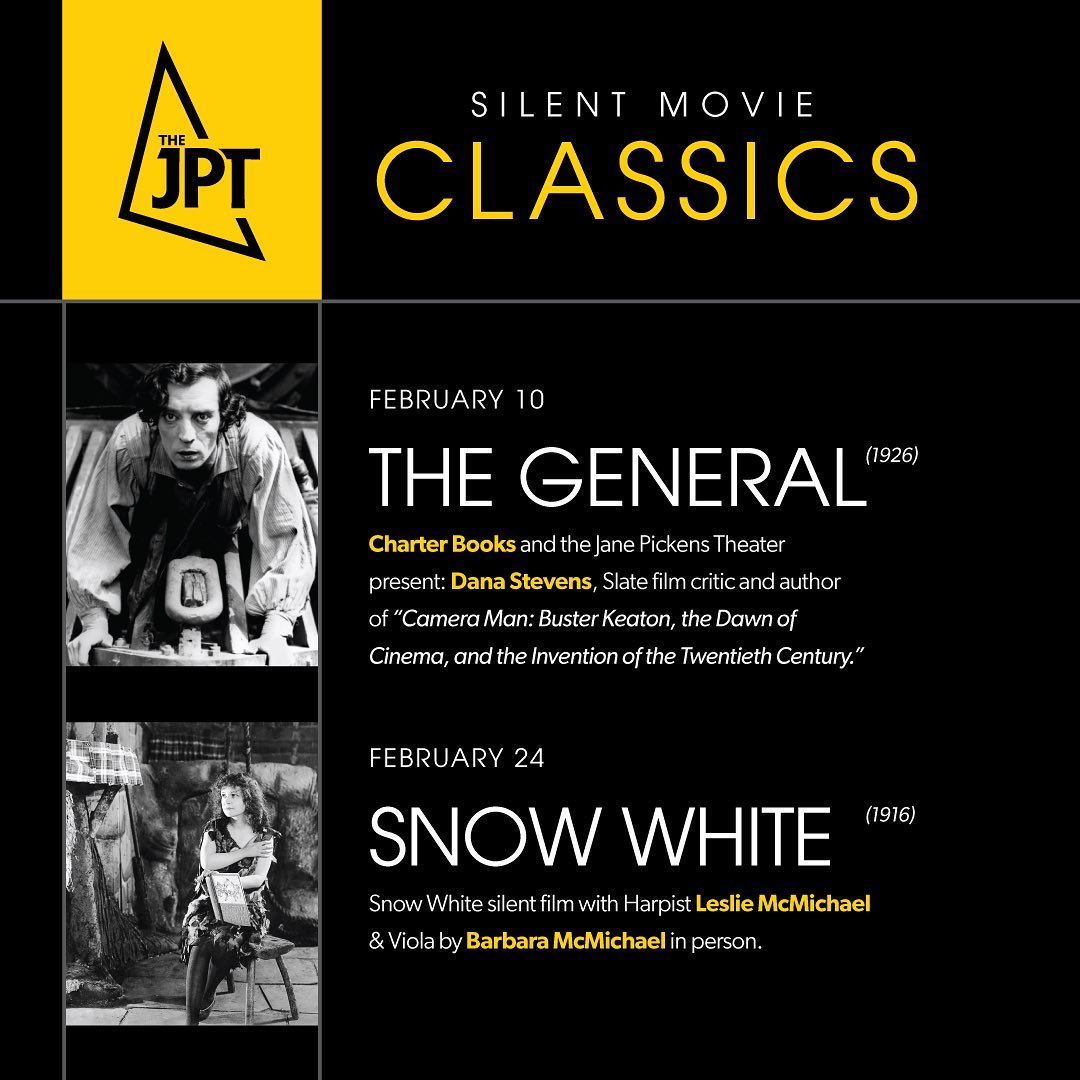 THE
JPT
SILENT MOVIE
CLASSICS
FEBRUARY 10
THE GENERAL (1926)
Charter Books and the Jane Pickens Theater
present: Dana Stevens, Slate film critic and author
of “Camera Man: Buster Keaton, the Dawn of
Cinema, and the Invention of the Twentieth Century.”
FEBRUARY 24
SNOW WHITE (1916)
Snow White silent film with Harpist Leslie McMichael
& Viola by Barbara McMichael in person.